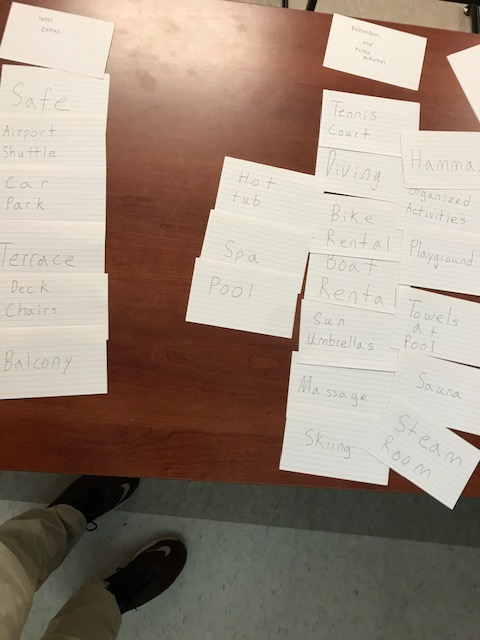 Hotel
Extras
Safe
Airport
Shuttle
Car
Park
Terrace
Deck
Chairs
Balcony
Relaxation,
and
extra
activities
Hot
tub
Spa
Pool
Tennis
Court
Diving
Bike
Rental
Boat
Rental
Sun
Umbrellas
Massage
Skiing
Hamma
Organized
Activities
Playground
Towels
at
Pool
Sauna
Steam
Room